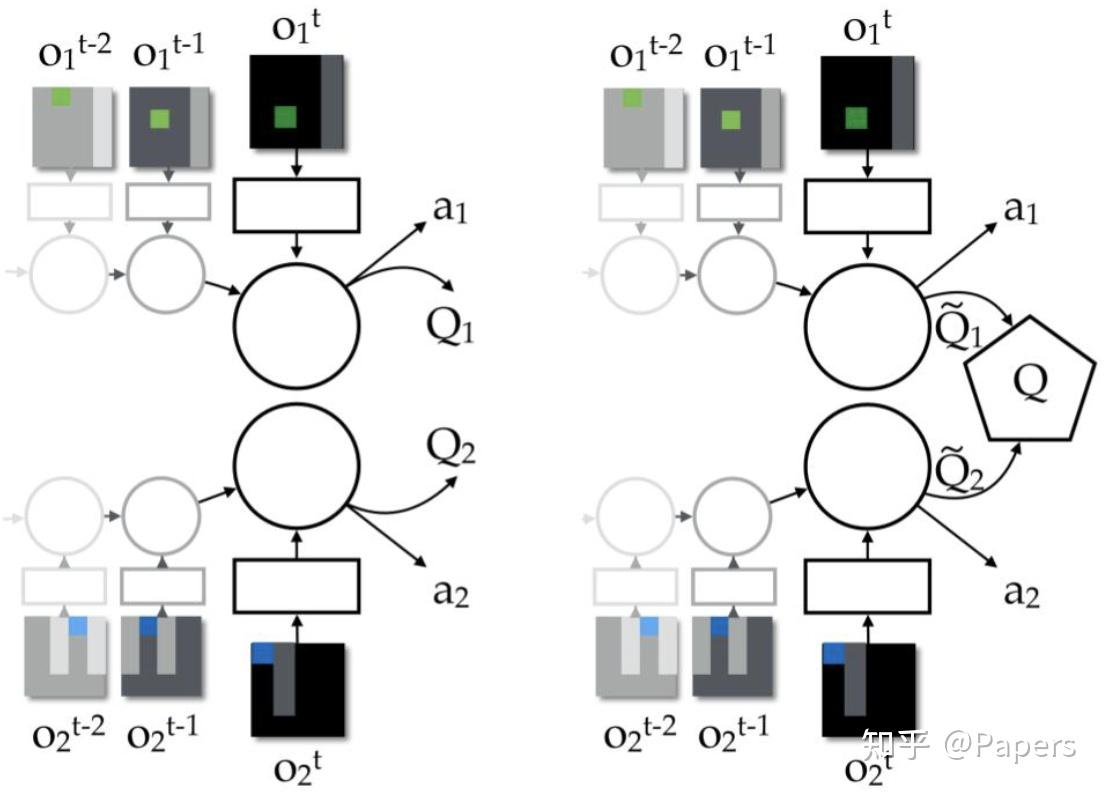 o₁ᵗ⁻² o₁ᵗ⁻¹ o₁ᵗ
a₁
Q₁
Q₂
a₂
o₂ᵗ⁻² o₂ᵗ⁻¹ o₂ᵗ
o₁ᵗ⁻² o₁ᵗ⁻¹ o₁ᵗ
a₁
Q̃₁
Q
Q̃₂
a₂
o₂ᵗ⁻² o₂ᵗ⁻¹ o₂ᵗ
知乎 @Papers